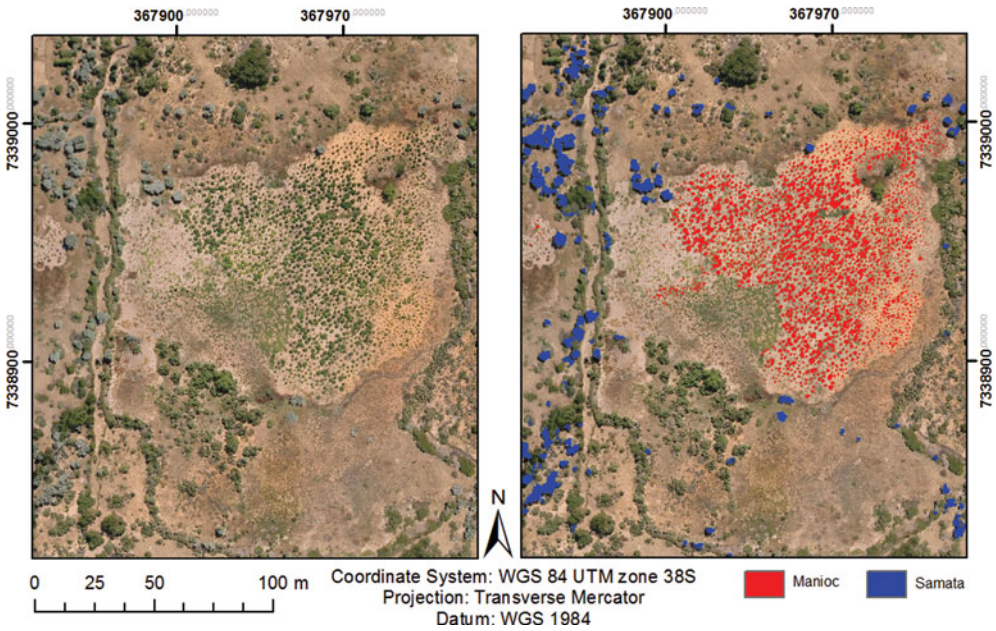 367900,000000 367970,000000 367900,000000 367970,000000
7339000,000000
7338900,000000
7339000,000000
7338900,000000
N
0 25 50 100 m
Coordinate System: WGS 84 UTM zone 38S
Projection: Transverse Mercator
Datum: WGS 1984
Manioc
Samata